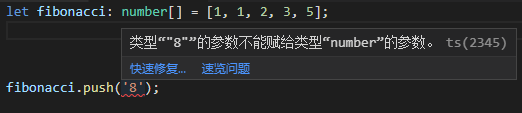 let fibonacci: number[] = [1, 1, 2, 3, 5];
类型“"8"”的参数不能赋给类型“number”的参数。 ts(2345)
快速修复... 速览问题
fibonacci.push('8');